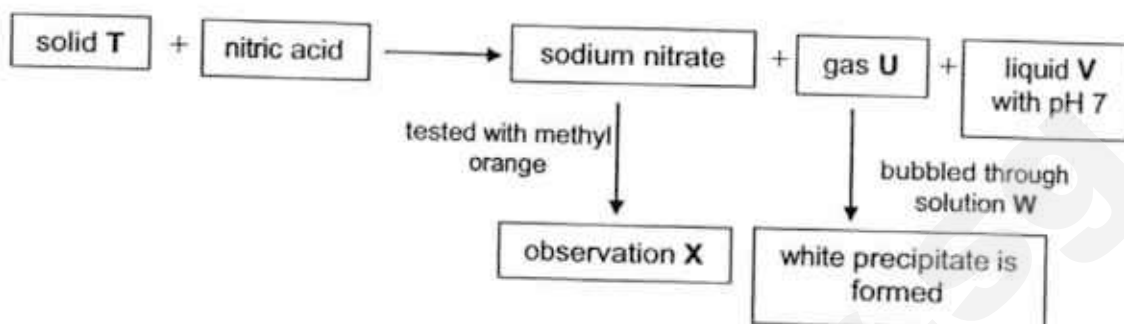 solid T + nitric acid sodium nitrate + gas U + liquid V
with pH 7
tested with methyl
orange
bubbled through
solution W
observation X
white precipitate is
formed